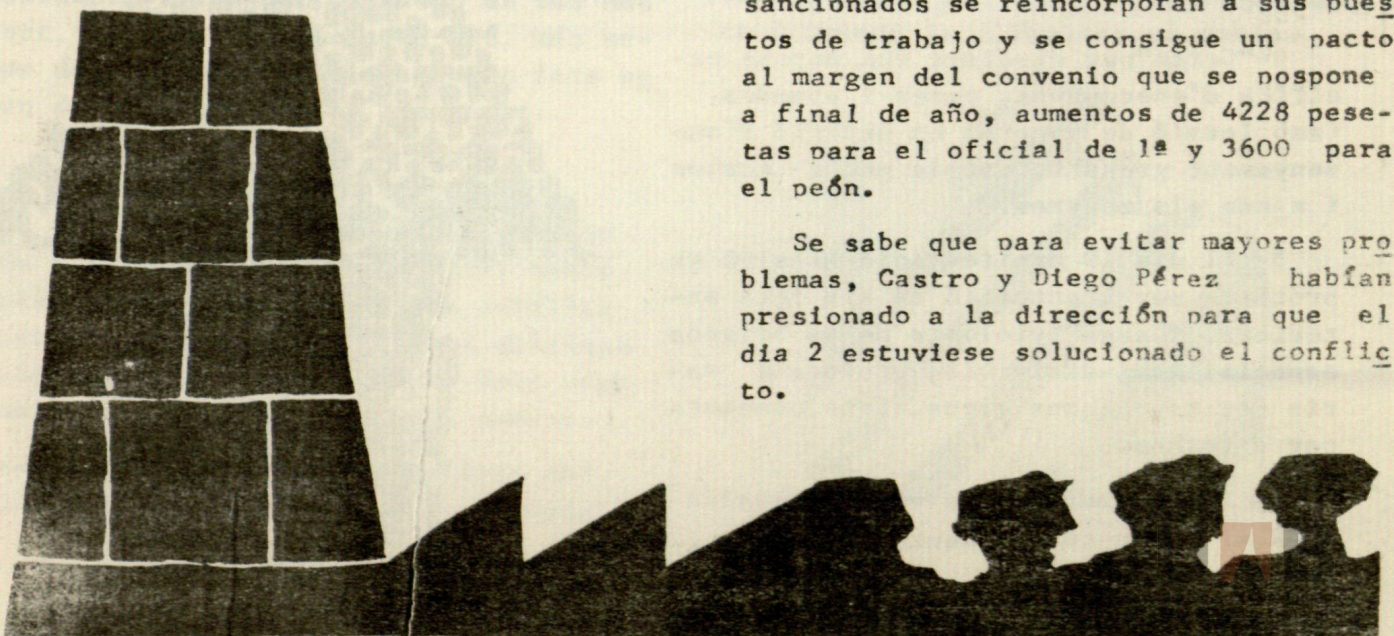 sancionados se reincorporan a sus pues
tos de trabajo y se consigue un pacto
al margen del convenio que se pospone
a final de año, aumentos de 4228 pese-
tas para el oficial de 1ª y 3600 para
el peón.
Se sabe que para evitar mayores pro
blemas, Castro y Diego Pérez habían
presionado a la dirección para que el
dia 2 estuviese solucionado el conflic
to.